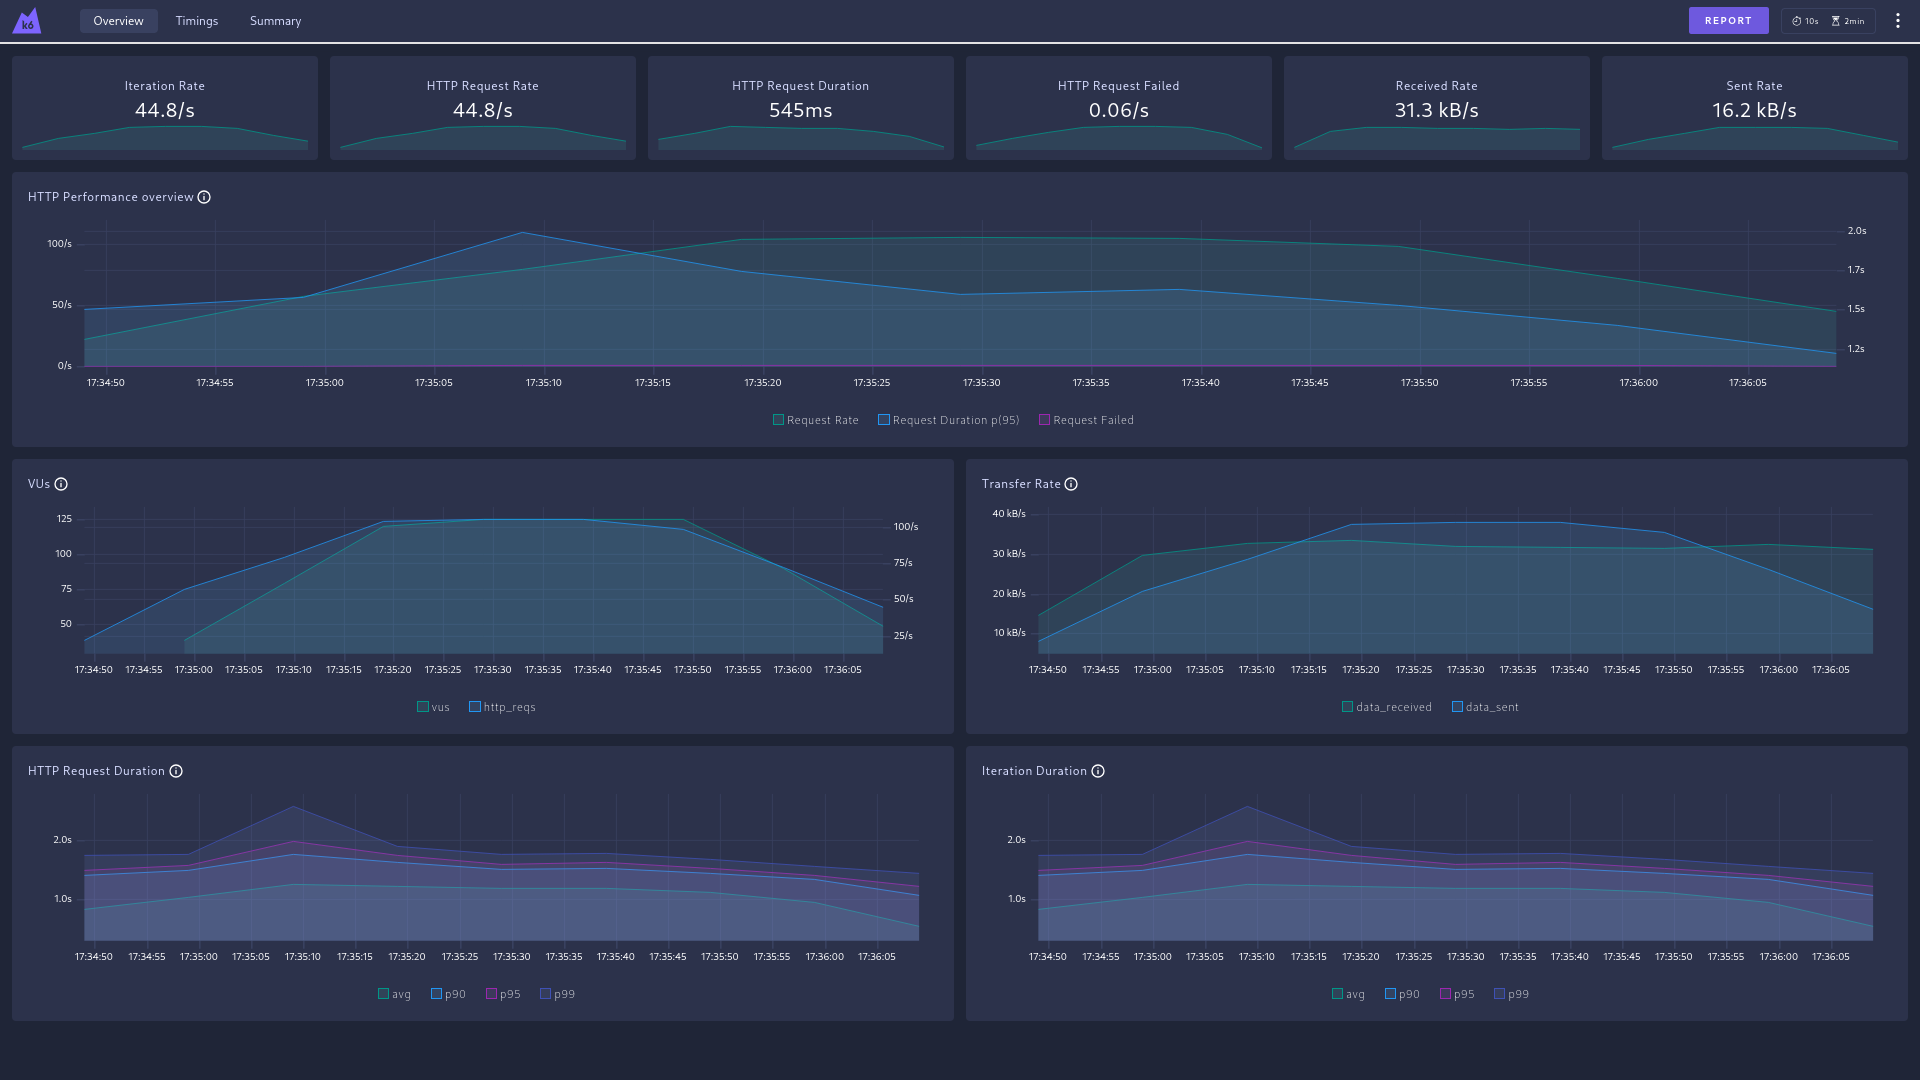 k6 Overview Timings Summary REPORT 10s 2min
Iteration Rate
44.8/s
HTTP Request Rate
44.8/s
HTTP Request Duration
545ms
HTTP Request Failed
0.06/s
Received Rate
31.3 kB/s
Sent Rate
16.2 kB/s
HTTP Performance overview
100/s
50/s
0/s
2.0s
1.7s
1.5s
1.2s
17:34:50 17:34:55 17:35:00 17:35:05 17:35:10 17:35:15 17:35:20 17:35:25 17:35:30 17:35:35 17:35:40 17:35:45 17:35:50 17:35:55 17:36:00 17:36:05
Request Rate Request Duration p(95) Request Failed
VUs
125
100
75
50
100/s
75/s
50/s
25/s
17:34:50 17:34:55 17:35:00 17:35:05 17:35:10 17:35:15 17:35:20 17:35:25 17:35:30 17:35:35 17:35:40 17:35:45 17:35:50 17:35:55 17:36:00 17:36:05
vus http_reqs
Transfer Rate
40 kB/s
30 kB/s
20 kB/s
10 kB/s
17:34:50 17:34:55 17:35:00 17:35:05 17:35:10 17:35:15 17:35:20 17:35:25 17:35:30 17:35:35 17:35:40 17:35:45 17:35:50 17:35:55 17:36:00 17:36:05
data_received data_sent
HTTP Request Duration
2.0s
1.0s
17:34:50 17:34:55 17:35:00 17:35:05 17:35:10 17:35:15 17:35:20 17:35:25 17:35:30 17:35:35 17:35:40 17:35:45 17:35:50 17:35:55 17:36:00 17:36:05
avg p90 p95 p99
Iteration Duration
2.0s
1.0s
17:34:50 17:34:55 17:35:00 17:35:05 17:35:10 17:35:15 17:35:20 17:35:25 17:35:30 17:35:35 17:35:40 17:35:45 17:35:50 17:35:55 17:36:00 17:36:05
avg p90 p95 p99